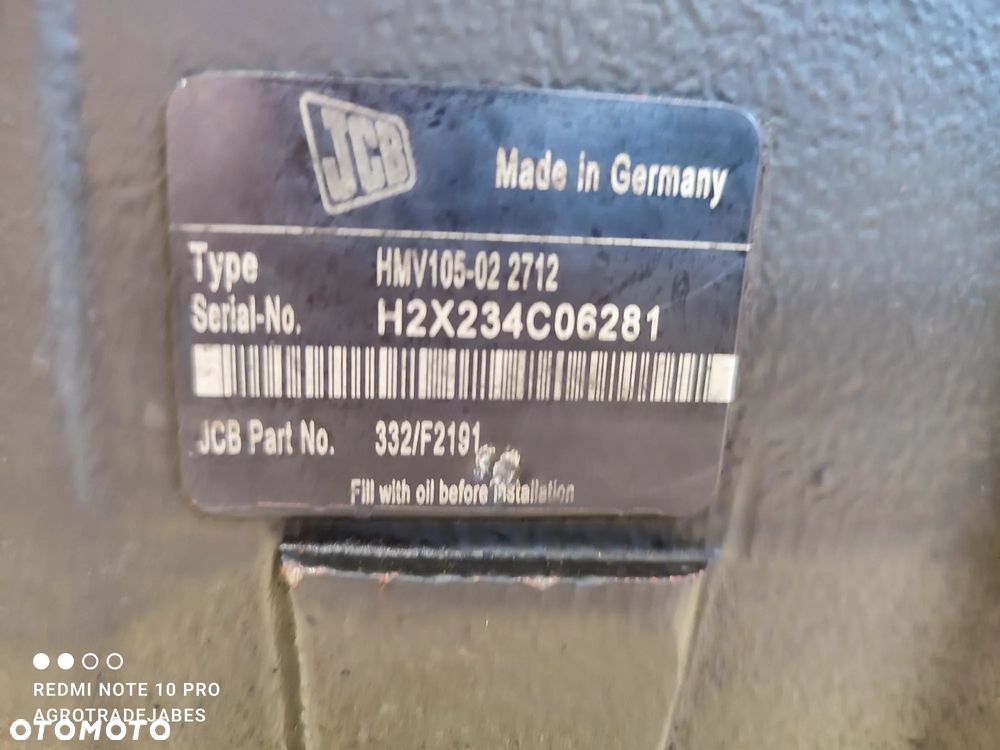 JCB
Made in Germany
Type HMV105-02 2712
Serial-No. H2X234C06281
JCB Part No. 332/F2191
Fill with oil before installation
REDMI NOTE 10 PRO
AGROTRADEJABES
OTOMOTO